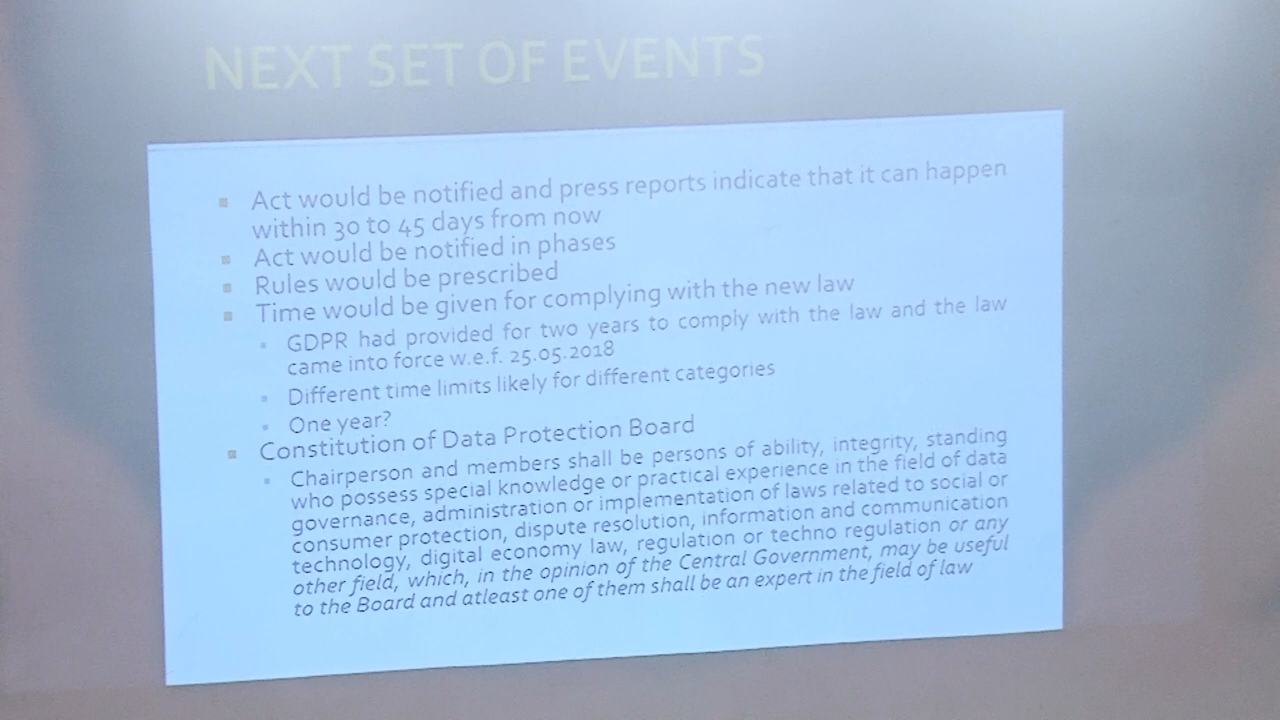 NEXT SET OF EVENTS
▪ Act would be notified and press reports indicate that it can happen
within 30 to 45 days from now
▪ Act would be notified in phases
▪ Rules would be prescribed
▪ Time would be given for complying with the new law
▪ GDPR had provided for two years to comply with the law and the law
came into force w.e.f. 25.05.2018
▪ Different time limits likely for different categories
▪ One year?
▪ Constitution of Data Protection Board
▪ Chairperson and members shall be persons of ability, integrity, standing
who possess special knowledge or practical experience in the field of data
governance, administration or implementation of laws related to social or
consumer protection, dispute resolution, information and communication
technology, digital economy law, regulation or techno regulation or any
other field, which, in the opinion of the Central Government, may be useful
to the Board and atleast one of them shall be an expert in the field of law